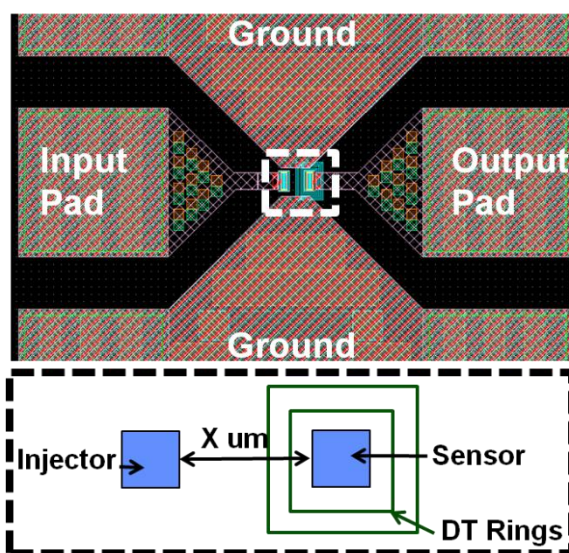 Ground
Input
Pad
Output
Pad
Ground
X um
Injector
Sensor
DT Rings